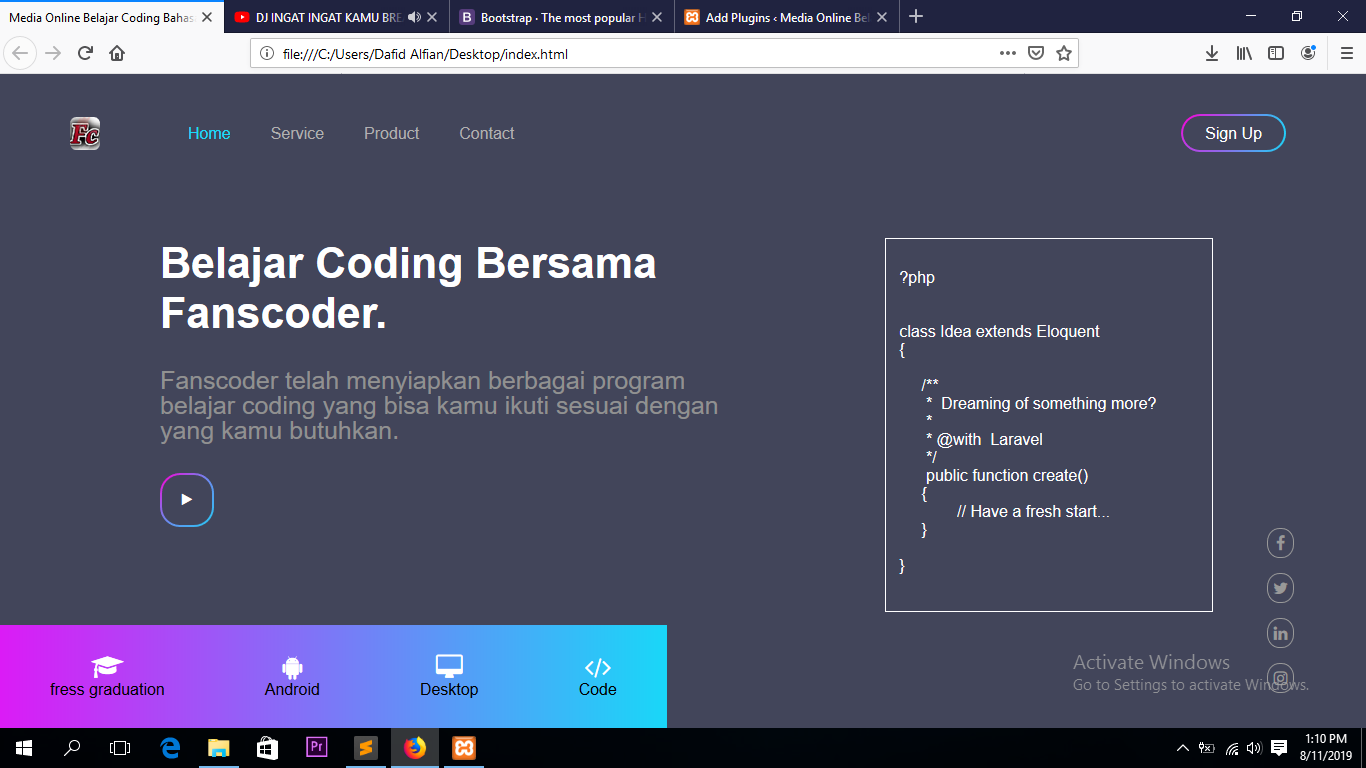 Media Online Belajar Coding Bahas
DJ INGAT INGAT KAMU BRE
Bootstrap · The most popular H
Add Plugins ‹ Media Online Bel
file:///C:/Users/Dafid Alfian/Desktop/index.html
Fc
Home
Service
Product
Contact
Sign Up
Belajar Coding Bersama
Fanscoder.
Fanscoder telah menyiapkan berbagai program
belajar coding yang bisa kamu ikuti sesuai dengan
yang kamu butuhkan.
?php
class Idea extends Eloquent
{
/**
* Dreaming of something more?
*
* @with Laravel
*/
public function create()
{
// Have a fresh start...
}
}
fress graduation
Android
Desktop
Code
Activate Windows
Go to Settings to activate Windows.
Pr
1:10 PM
8/11/2019